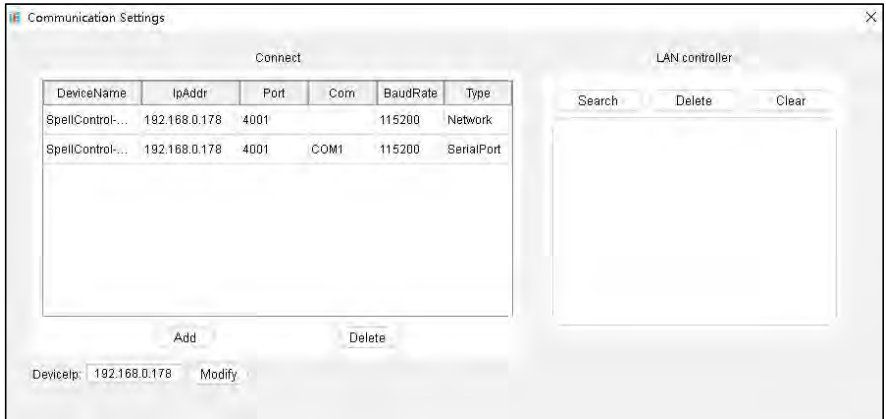 Communication Settings
Connect
DeviceName IpAddr Port Com BaudRate Type
SpellControl-... 192.168.0.178 4001 115200 Network
SpellControl-... 192.168.0.178 4001 COM1 115200 SerialPort
Add Delete
DeviceIp: 192.168.0.178 Modify
LAN controller
Search Delete Clear